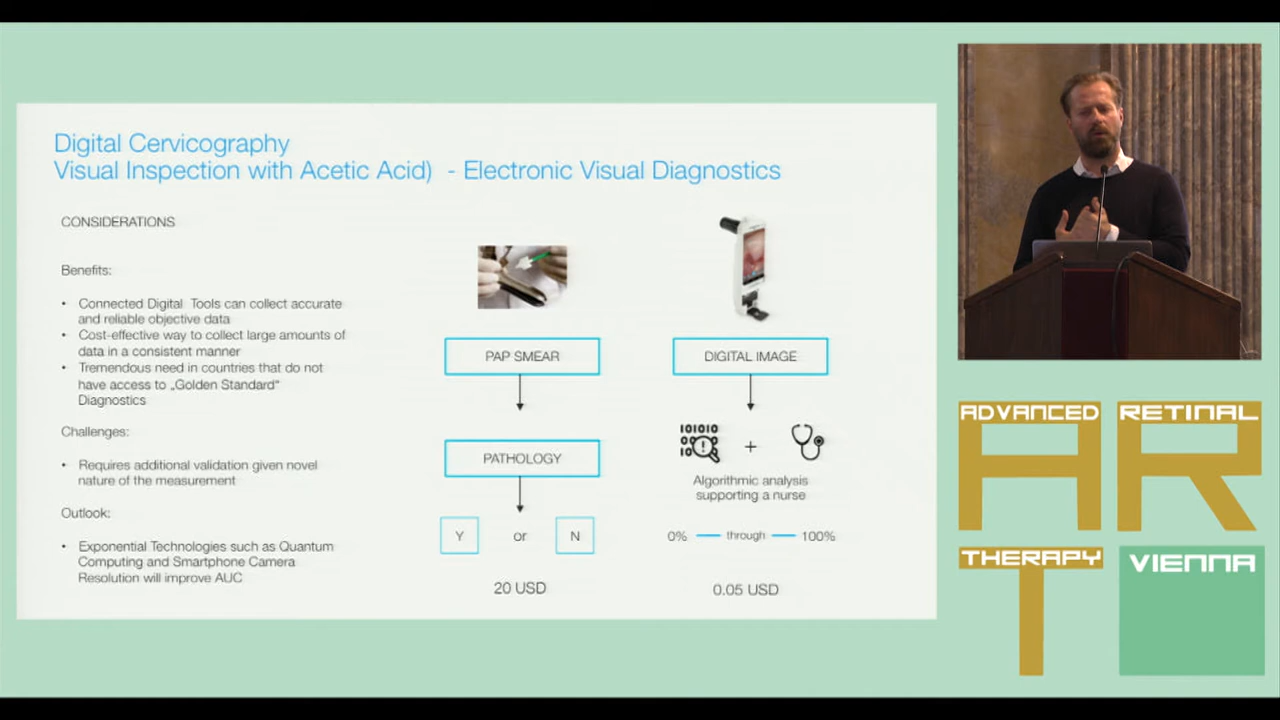 Digital Cervicography
Visual Inspection with Acetic Acid) - Electronic Visual Diagnostics
CONSIDERATIONS
Benefits:
• Connected Digital Tools can collect accurate
and reliable objective data
• Cost-effective way to collect large amounts of
data in a consistent manner
• Tremendous need in countries that do not
have access to „Golden Standard“
Diagnostics
Challenges:
• Requires additional validation given novel
nature of the measurement
Outlook:
• Exponential Technologies such as Quantum
Computing and Smartphone Camera
Resolution will improve AUC
PAP SMEAR
PATHOLOGY
Y or N
20 USD
DIGITAL IMAGE
101010
+
Algorithmic analysis
supporting a nurse
0% through 100%
0.05 USD
ADVANCED RETINAL
A R
THERAPY VIENNA
T